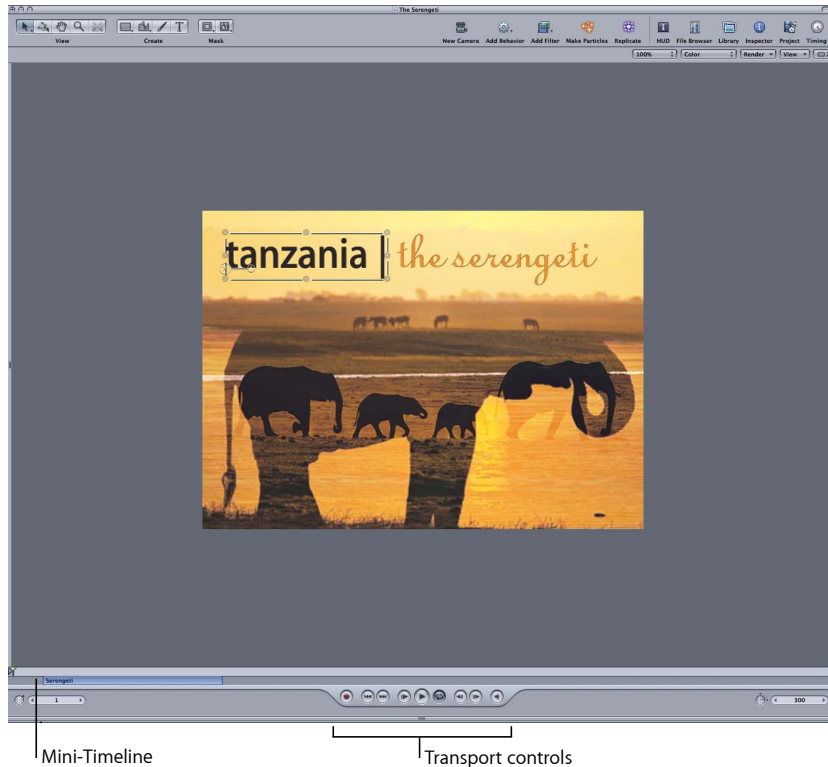 The Serengeti
T
View
Create
Mask
New Camera Add Behavior Add Filter Make Particles Replicate HUD File Browser Library Inspector Project Timing
100% Color Render View
tanzania | the serengeti
Serengeti
1
300
Mini-Timeline
Transport controls